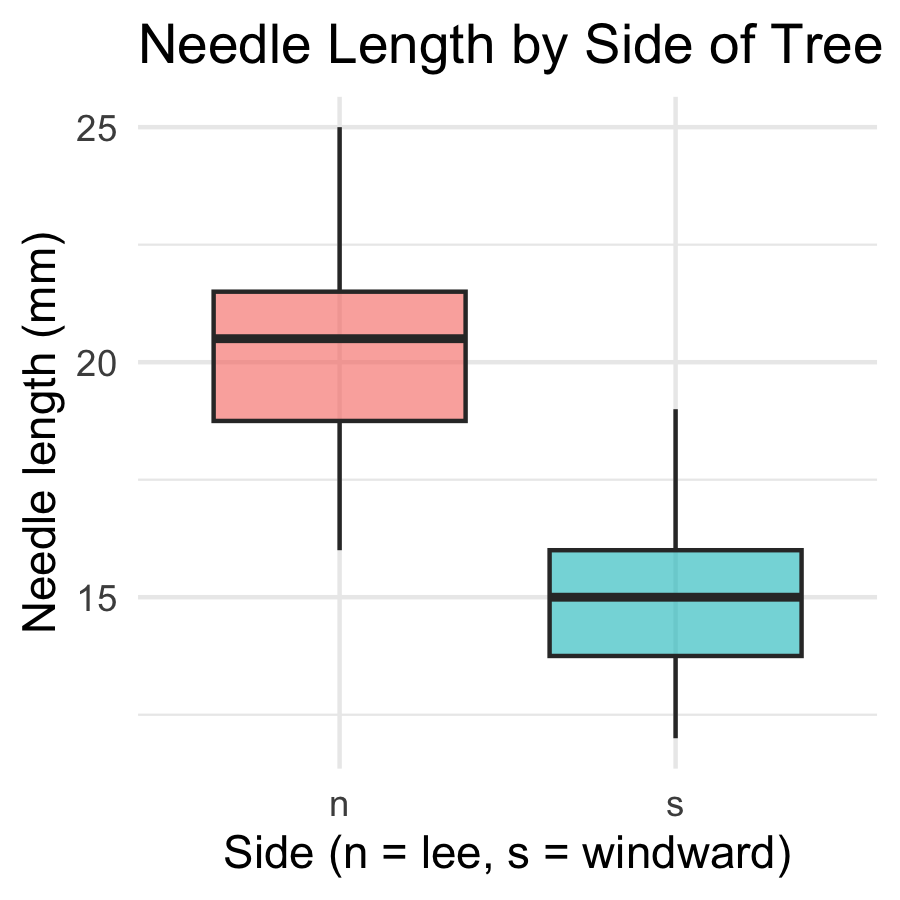 Needle Length by Side of Tree
Needle length (mm)
25
20
15
n
s
Side (n = lee, s = windward)